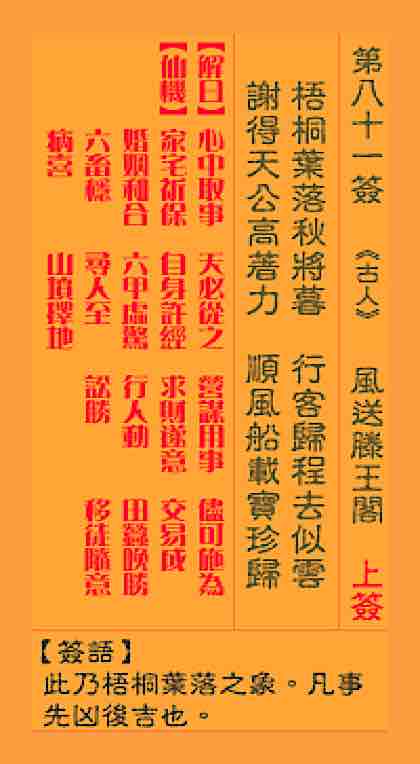 第八十一簽 《古人》 風送滕王閣 上簽
梧桐葉落秋將暮 行客歸程去似雲
謝得天公高著力 順風船載寶珍歸
【解曰】心中取事 天必從之 營謀用事 儘可施為
【仙機】家宅祈保 自身許經 求財遂意 交易成
婚姻和合 六甲虛驚 行人動 田蠶晚勝
六畜穩 尋人至 訟勝 移徒隨意
病喜 山墳擇地
【簽語】
此乃梧桐葉落之象。凡事
先凶後吉也。